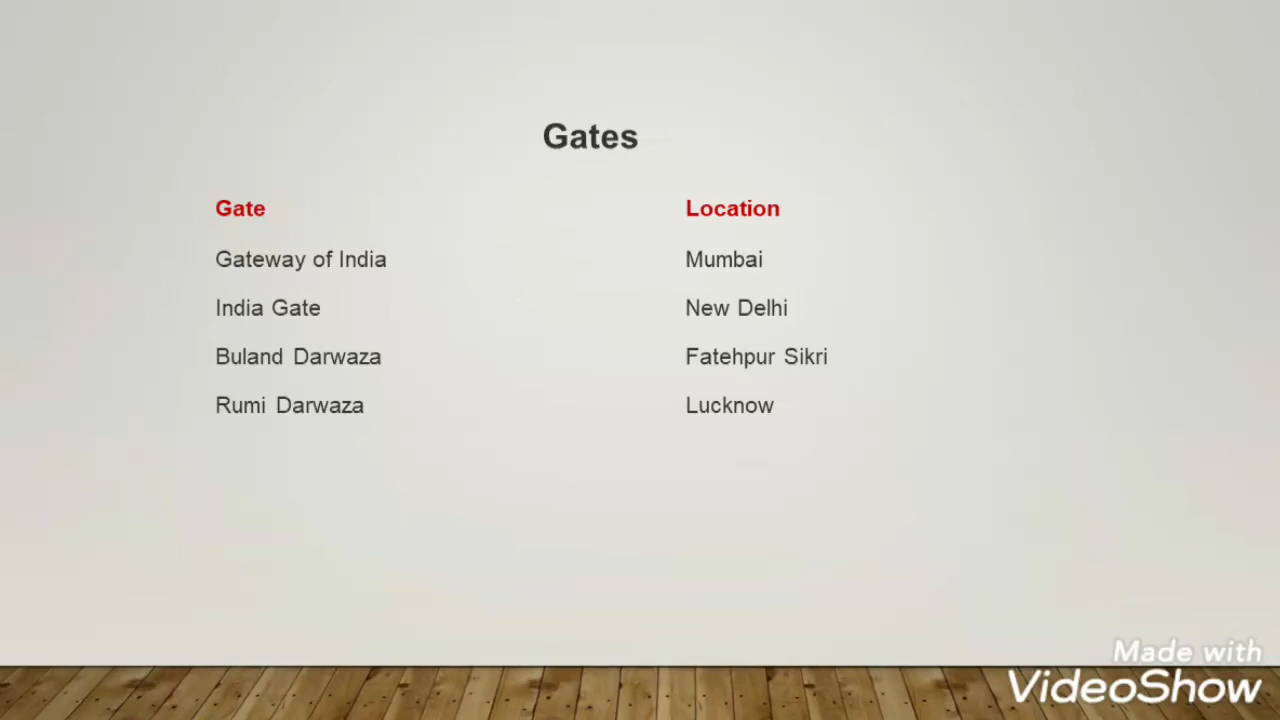 Gates
Gate Location
Gateway of India Mumbai
India Gate New Delhi
Buland Darwaza Fatehpur Sikri
Rumi Darwaza Lucknow
Made with
VideoShow